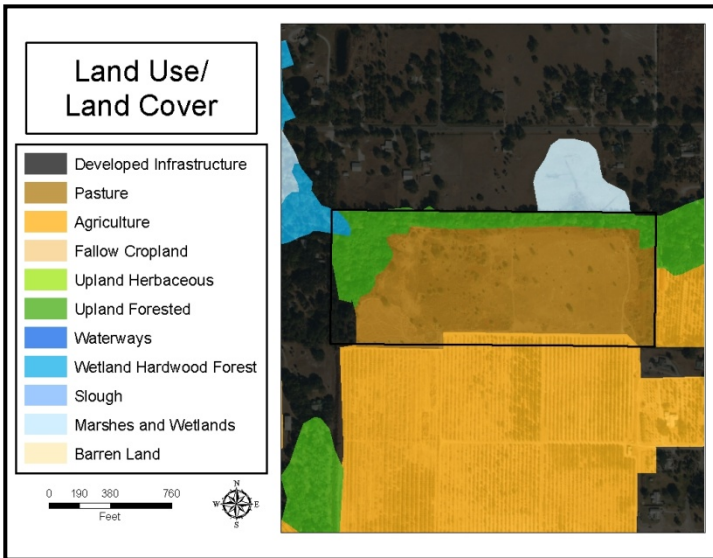 Land Use/
Land Cover
Developed Infrastructure
Pasture
Agriculture
Fallow Cropland
Upland Herbaceous
Upland Forested
Waterways
Wetland Hardwood Forest
Slough
Marshes and Wetlands
Barren Land
0 190 380 760
Feet
N
W E
S